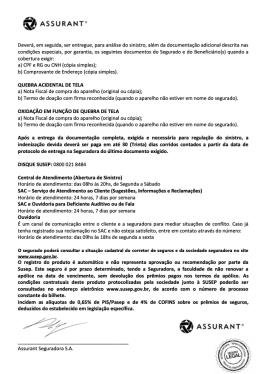 ASSURANT®
Deverá, em seguida, ser entregue, para análise do sinistro, além da documentação adicional descrita nas
condições especiais, por garantia, os seguintes documentos do Segurado e do Beneficiário(s) quando a
cobertura exigir:
a) CPF e RG ou CNH (cópia simples);
b) Comprovante de Endereço (cópia simples).
QUEBRA ACIDENTAL DE TELA
a) Nota Fiscal de compra do aparelho (original ou cópia);
b) Termo de doação com firma reconhecida (quando o aparelho não estiver em nome do segurado).
OXIDAÇÃO EM FUNÇÃO DE QUEBRA DE TELA
a) Nota Fiscal de compra do aparelho (original ou cópia);
b) Termo de doação com firma reconhecida (quando o aparelho não estiver em nome do segurado).
Após a entrega da documentação completa, exigida e necessária para regulação do sinistro, a
indenização devida deverá ser paga em até 30 (Trinta) dias corridos contados a partir da data de
protocolo de entrega na Seguradora do último documento exigido.
DISQUE SUSEP: 0800 021 8484
Central de Atendimento (Abertura de Sinistro)
Horário de atendimento: das 08hs às 20hs, de Segunda a Sábado
SAC – Serviço de Atendimento ao Cliente (Sugestões, Informações e Reclamações)
Horário de atendimento: 24 horas, 7 dias por semana
SAC e Ouvidoria para Deficiente Auditivo ou de Fala
Horário de atendimento: 24 horas, 7 dias por semana
Ouvidoria
É um canal de comunicação entre o cliente e a seguradora para mediar situações de conflito. Caso já
tenha registrado sua reclamação no SAC e não esteja satisfeito, entre em contato através do número:
Horário de atendimento: das 09hs às 18hs de segunda a sexta
O segurado poderá consultar a situação cadastral do corretor de seguros e da sociedade seguradora no site
www.susep.gov.br.
O registro do produto é automático e não representa aprovação ou recomendação por parte da
Susep. Este seguro é por prazo determinado, tendo a Seguradora, a faculdade de não renovar a
apólice na data de vencimento, sem devolução dos prêmios pagos nos termos da apólice. As
condições contratuais deste produto protocolizadas pela sociedade junto à SUSEP poderão ser
consultadas no endereço eletrônico www.susep.gov.br, de acordo com o número de processo
constante do bilhete.
Incidem as alíquotas de 0,65% de PIS/Pasep e de 4% de COFINS sobre os prêmios de seguros,
deduzidos do estabelecido em legislação específica.
ASSURANT®
Assurant Seguradora S.A.
LEGAL